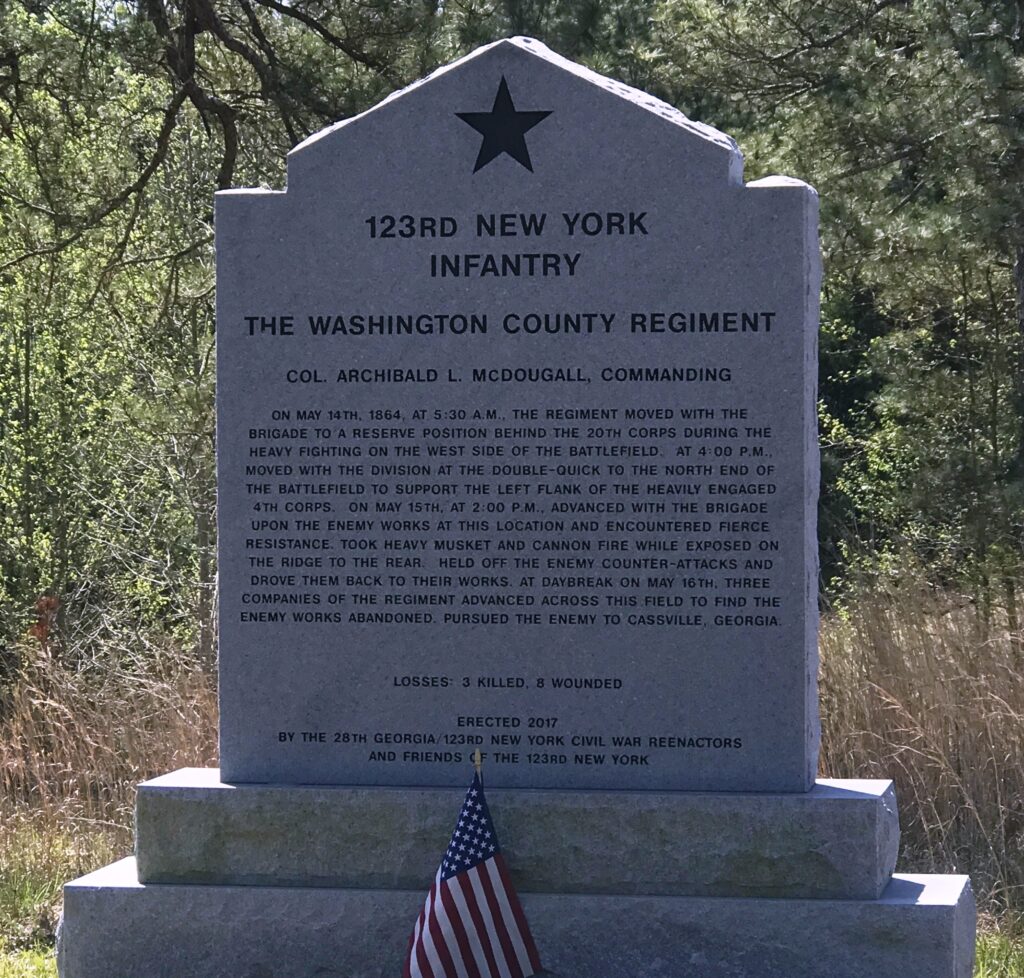 123RD NEW YORK
INFANTRY
THE WASHINGTON COUNTY REGIMENT
COL. ARCHIBALD L. McDOUGALL, COMMANDING
ON MAY 14TH, 1864, AT 5:30 A.M., THE REGIMENT MOVED WITH THE
BRIGADE TO A RESERVE POSITION BEHIND THE 20TH CORPS DURING THE
HEAVY FIGHTING ON THE WEST SIDE OF THE BATTLEFIELD. AT 4:00 P.M.,
MOVED WITH THE DIVISION AT THE DOUBLE-QUICK TO THE NORTH END OF
THE BATTLEFIELD TO SUPPORT THE LEFT FLANK OF THE HEAVILY ENGAGED
4TH CORPS. ON MAY 15TH, AT 2:00 P.M., ADVANCED WITH THE BRIGADE
UPON THE ENEMY WORKS AT THIS LOCATION AND ENCOUNTERED FIERCE
RESISTANCE. TOOK HEAVY MUSKET AND CANNON FIRE WHILE EXPOSED ON
THE RIDGE TO THE REAR. HELD OFF THE ENEMY COUNTER-ATTACKS AND
DROVE THEM BACK TO THEIR WORKS. AT DAYBREAK ON MAY 16TH, THREE
COMPANIES OF THE REGIMENT ADVANCED ACROSS THIS FIELD TO FIND THE
ENEMY WORKS ABANDONED. PURSUED THE ENEMY TO CASSVILLE, GEORGIA.
LOSSES: 3 KILLED, 8 WOUNDED
ERECTED 2017
BY THE 28TH GEORGIA/123RD NEW YORK CIVIL WAR REENACTORS
AND FRIENDS OF THE 123RD NEW YORK